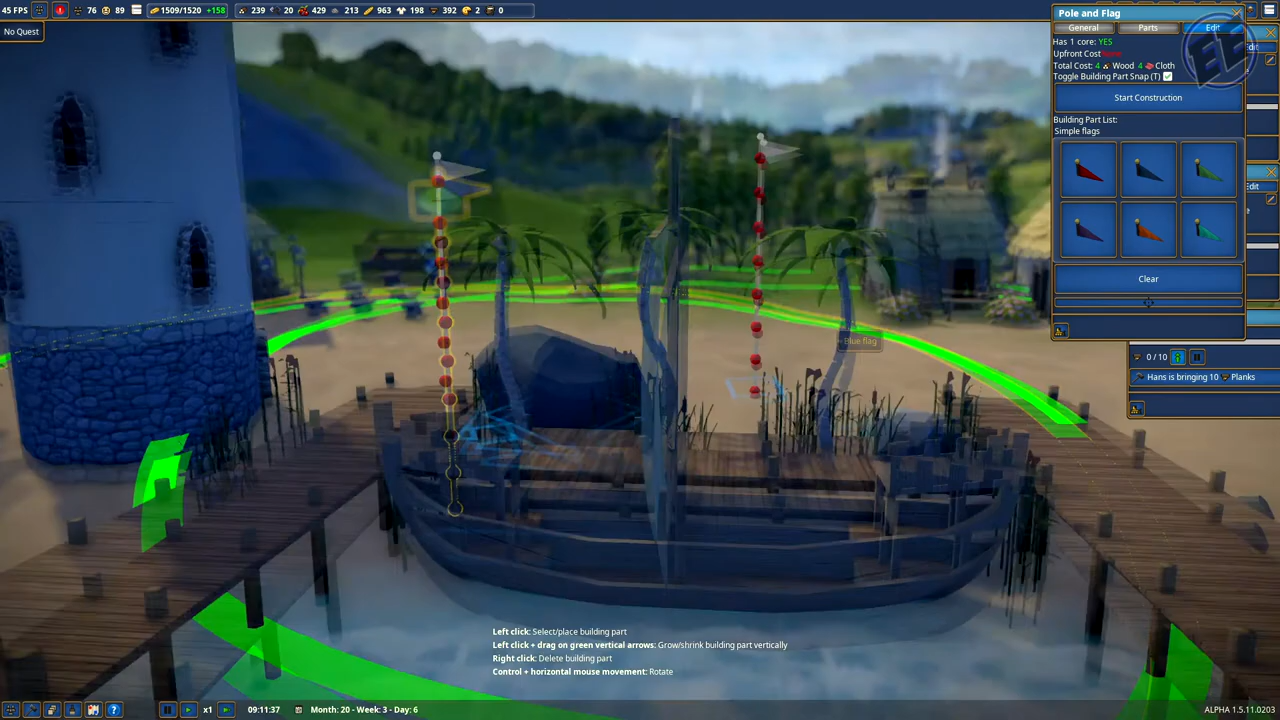 45 FPS
76
89
1509/1520 +158
239
20
429
213
963
198
392
2
0
No Quest
Pole and Flag
General
Parts
Edit
Has 1 core: YES
Upfront Cost
Total Cost: 4 Wood 4 Cloth
Toggle Building Part Snap (T)
Start Construction
Building Part List:
Simple flags
Clear
Blue flag
0 / 10
Hans is bringing 10 Planks
Left click: Select/place building part
Left click + drag on green vertical arrows: Grow/shrink building part vertically
Right click: Delete building part
Control + horizontal mouse movement: Rotate
x1
09:11:37
Month: 20 - Week: 3 - Day: 6
ALPHA 1.5.11.0203